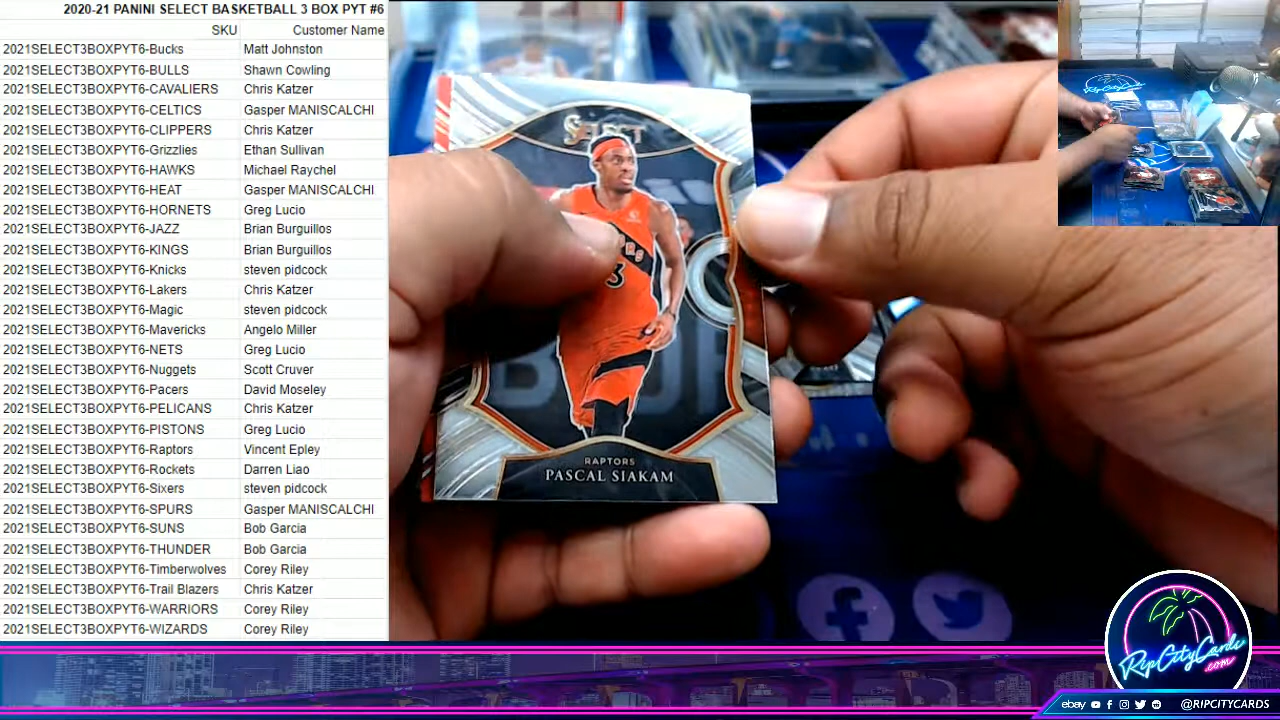 2020-21 PANINI SELECT BASKETBALL 3 BOX PYT #6
SKU Customer Name
2021SELECT3BOXPYT6-Bucks Matt Johnston
2021SELECT3BOXPYT6-BULLS Shawn Cowling
2021SELECT3BOXPYT6-CAVALIERS Chris Katzer
2021SELECT3BOXPYT6-CELTICS Gasper MANISCALCHI
2021SELECT3BOXPYT6-CLIPPERS Chris Katzer
2021SELECT3BOXPYT6-Grizzlies Ethan Sullivan
2021SELECT3BOXPYT6-HAWKS Michael Raychel
2021SELECT3BOXPYT6-HEAT Gasper MANISCALCHI
2021SELECT3BOXPYT6-HORNETS Greg Lucio
2021SELECT3BOXPYT6-JAZZ Brian Burguillos
2021SELECT3BOXPYT6-KINGS Brian Burguillos
2021SELECT3BOXPYT6-Knicks steven pidcock
2021SELECT3BOXPYT6-Lakers Chris Katzer
2021SELECT3BOXPYT6-Magic steven pidcock
2021SELECT3BOXPYT6-Mavericks Angelo Miller
2021SELECT3BOXPYT6-NETS Greg Lucio
2021SELECT3BOXPYT6-Nuggets Scott Cruver
2021SELECT3BOXPYT6-Pacers David Moseley
2021SELECT3BOXPYT6-PELICANS Chris Katzer
2021SELECT3BOXPYT6-PISTONS Greg Lucio
2021SELECT3BOXPYT6-Raptors Vincent Epley
2021SELECT3BOXPYT6-Rockets Darren Liao
2021SELECT3BOXPYT6-Sixers steven pidcock
2021SELECT3BOXPYT6-SPURS Gasper MANISCALCHI
2021SELECT3BOXPYT6-SUNS Bob Garcia
2021SELECT3BOXPYT6-THUNDER Bob Garcia
2021SELECT3BOXPYT6-Timberwolves Corey Riley
2021SELECT3BOXPYT6-Trail Blazers Chris Katzer
2021SELECT3BOXPYT6-WARRIORS Corey Riley
2021SELECT3BOXPYT6-WIZARDS Corey Riley
SELECT
RAPTORS
PASCAL SIAKAM
RipCityCards
.com
ebay @RIPCITYCARDS